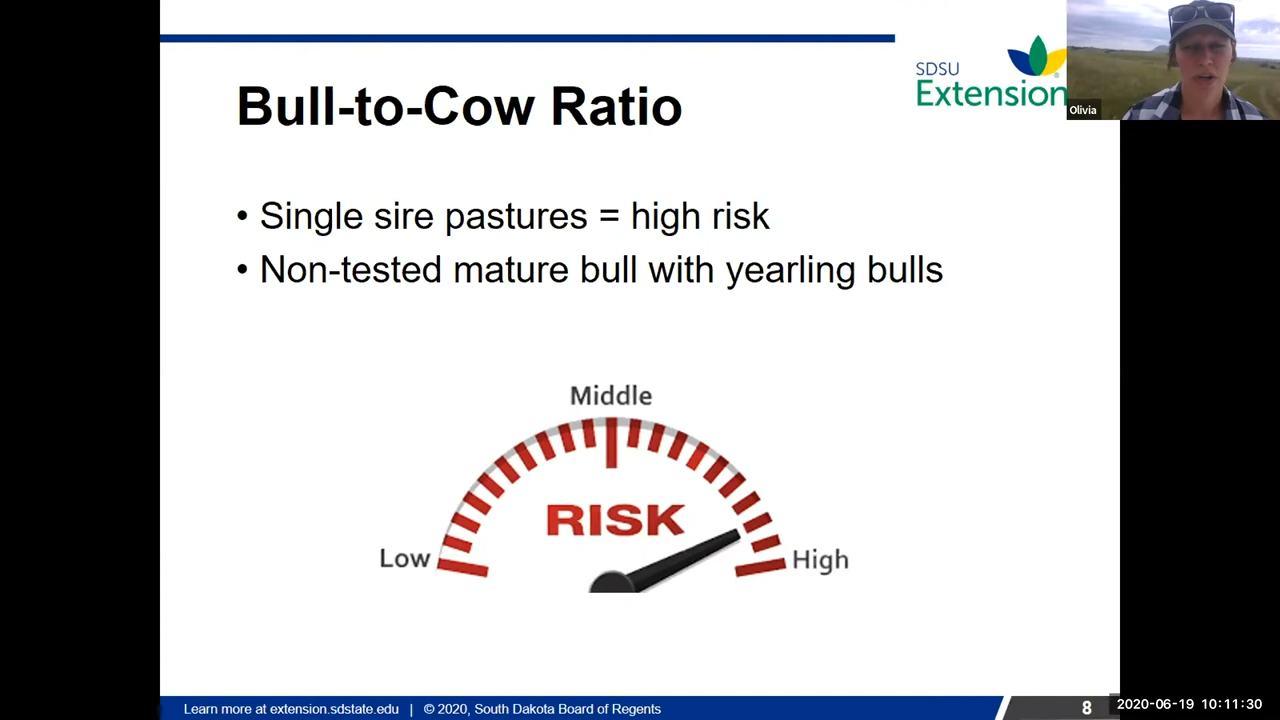 SDSU
Extension
Olivia
Bull-to-Cow Ratio
• Single sire pastures = high risk
• Non-tested mature bull with yearling bulls
Middle
RISK
Low
High
Learn more at extension.sdstate.edu | © 2020, South Dakota Board of Regents
8
2020-06-19 10:11:30